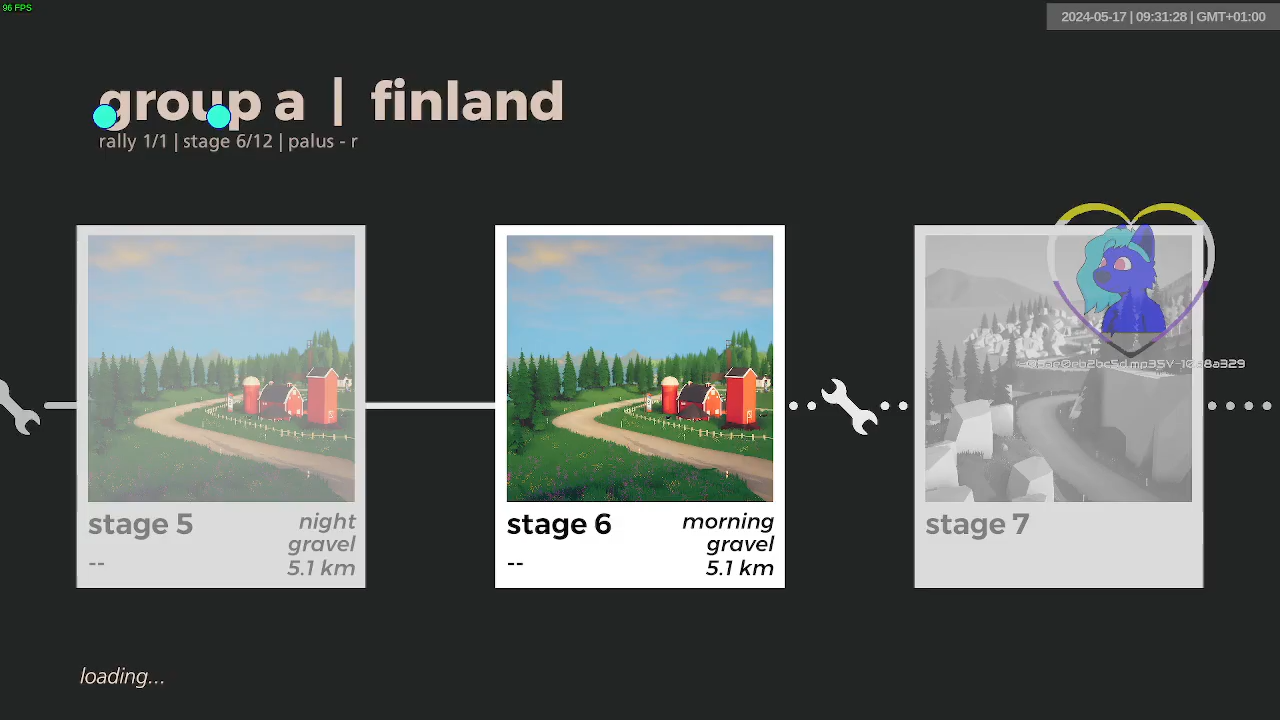 96 FPS
2024-05-17 | 09:31:28 | GMT+01:00
group a | finland
rally 1/1 | stage 6/12 | palus - r
stage 5
night
gravel
--
5.1 km
stage 6
morning
gravel
--
5.1 km
stage 7
loading...